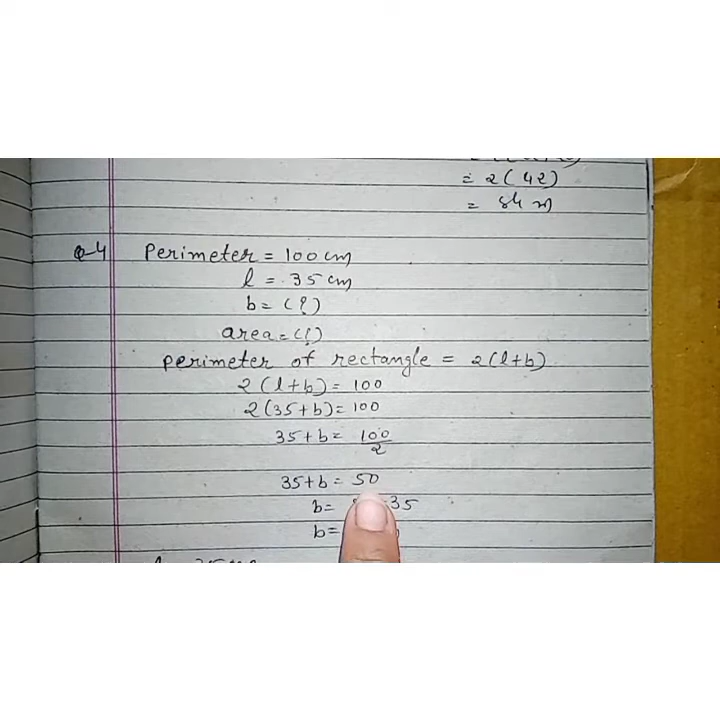 = 2(42)
= 84 m
Q-4 Perimeter = 100 cm
l = 35 cm
b = (?)
area = (?)
perimeter of rectangle = 2(l+b)
2(l+b) = 100
2(35+b) = 100
35+b = 100/2
35+b = 50
b= -35
b=